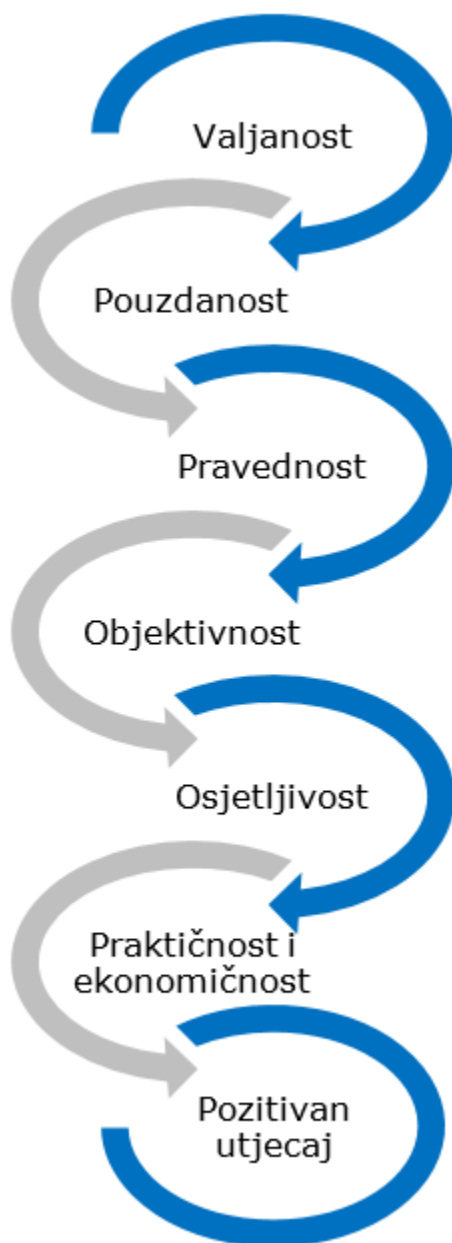 Valjanost
Pouzdanost
Pravednost
Objektivnost
Osjetljivost
Praktičnost i
ekonomičnost
Pozitivan
utjecaj